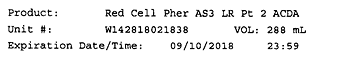 Product: Red Cell Pher AS3 LR Pt 2 ACDA
Unit #: W142818021838 VOL: 288 mL
Expiration Date/Time: 09/10/2018 23:59